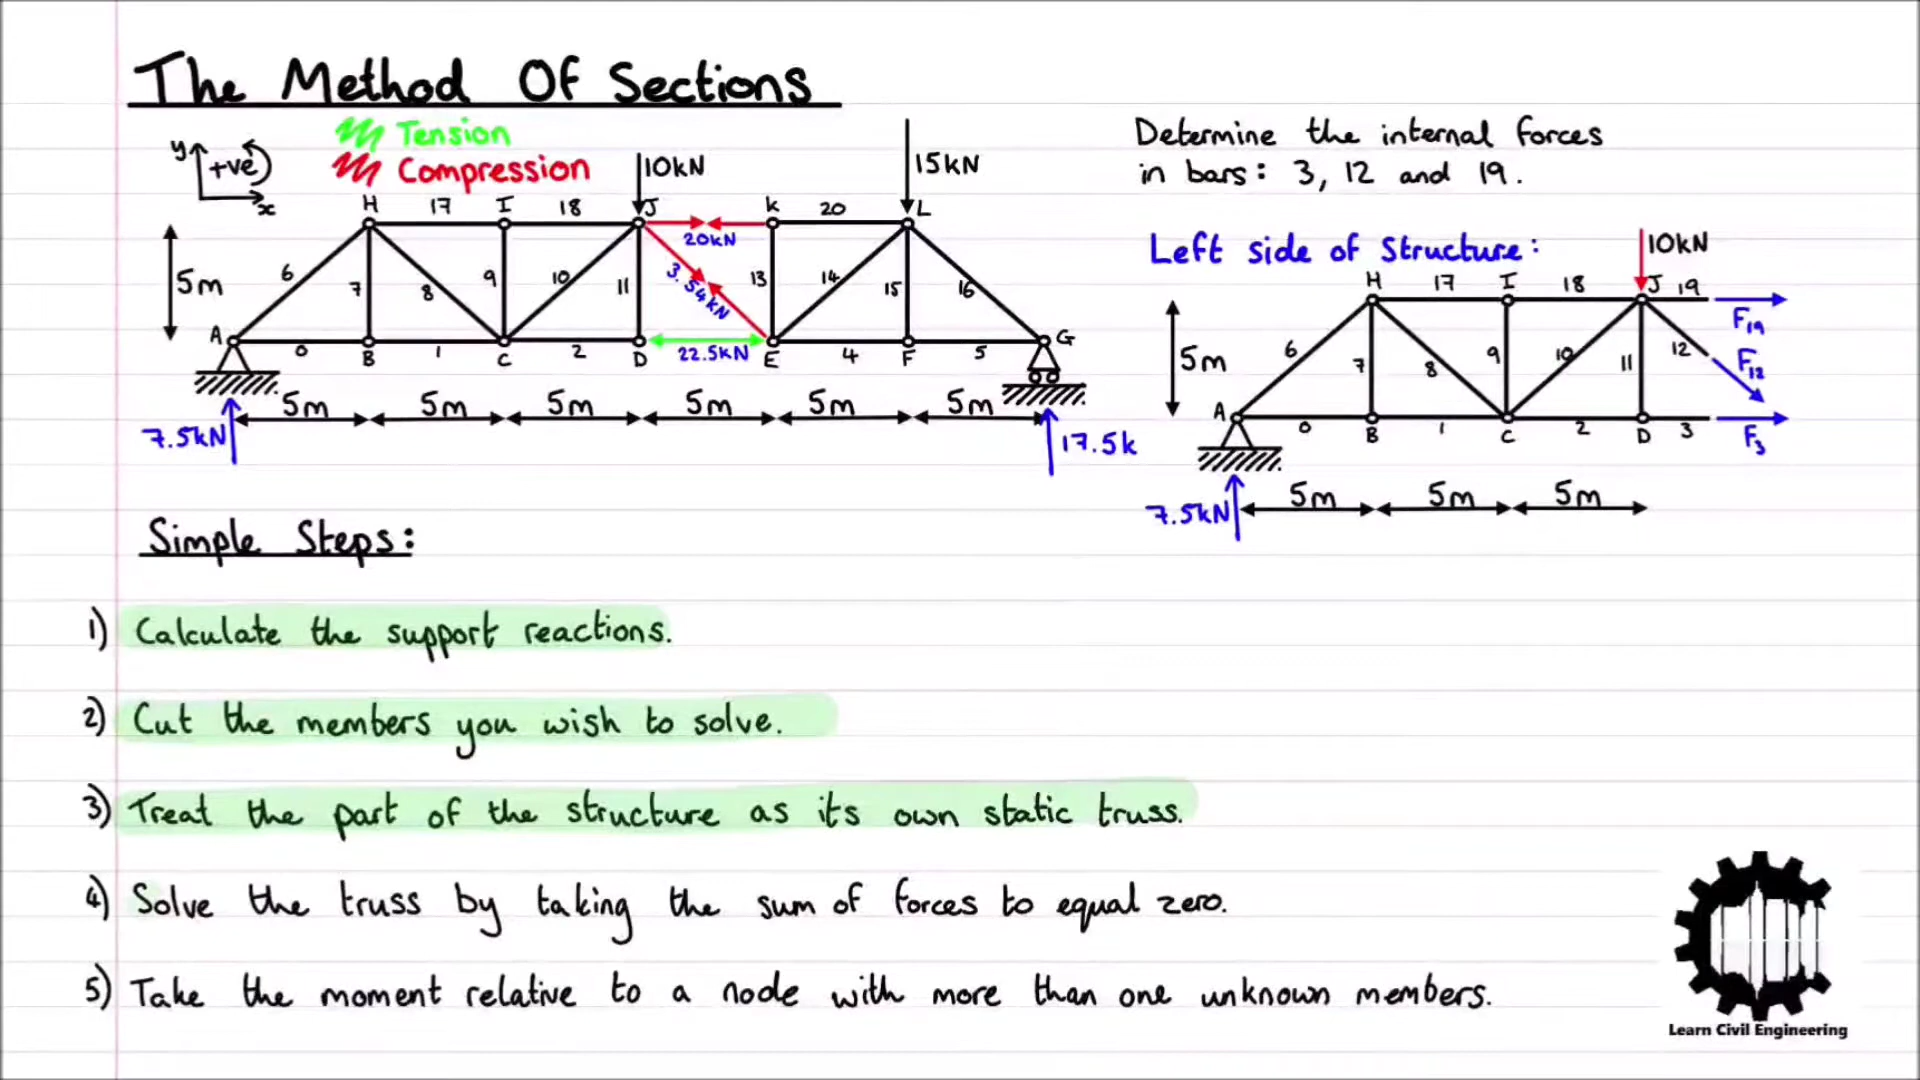 The Method Of Sections
Tension
Compression
y
+ve
x
10kN
15kN
H 17 I 18 J K 20 L
20kN
5m
6 7 8 9 10 11 3.54kN 13 14 15 16
A 0 B 1 C 2 D 22.5kN E 4 F 5 G
5m 5m 5m 5m 5m 5m
7.5kN
17.5k
Determine the internal forces
in bars: 3, 12 and 19.
Left side of Structure:
10kN
H 17 I 18 J 19
F19
5m
6 7 8 9 10 11 12 F12
A 0 B 1 C 2 D 3 F3
5m 5m 5m
7.5kN
Simple Steps:
1) Calculate the support reactions.
2) Cut the members you wish to solve.
3) Treat the part of the structure as its own static truss.
4) Solve the truss by taking the sum of forces to equal zero.
5) Take the moment relative to a node with more than one unknown members.
Learn Civil Engineering